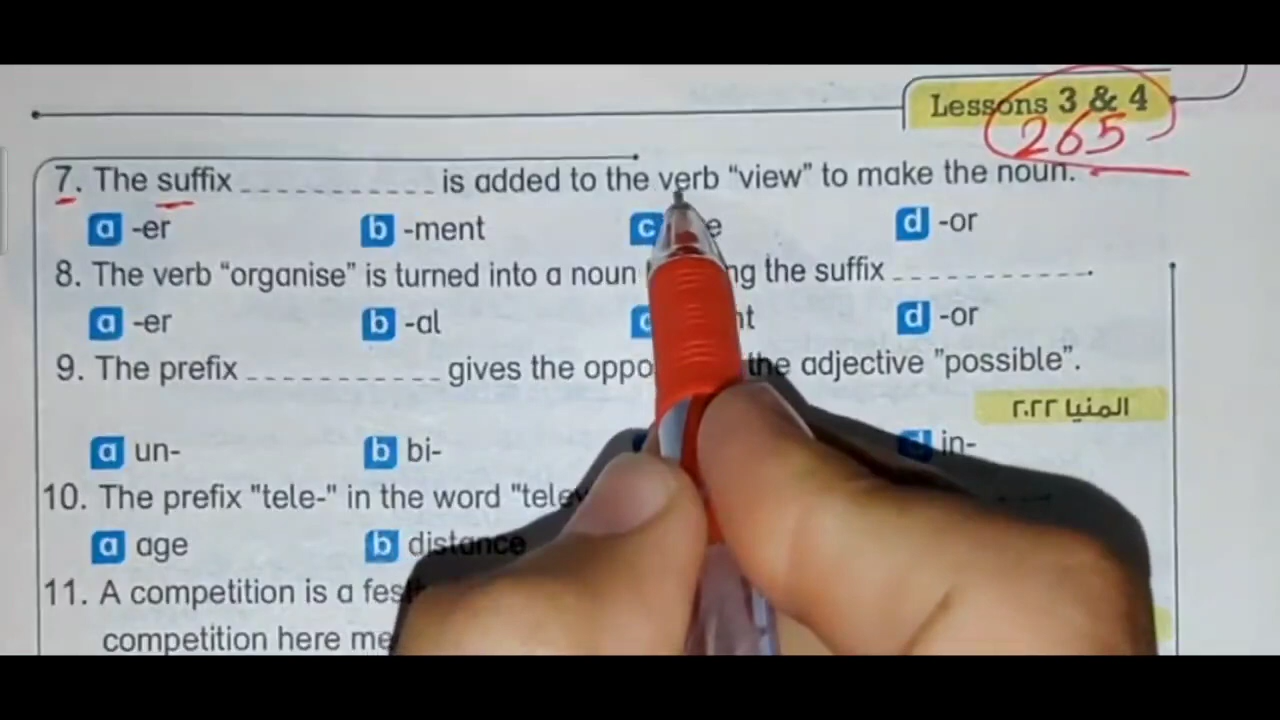 Lessons 3 & 4
265
7. The suffix ____________ is added to the verb "view" to make the noun.
a -er b -ment c e d -or
8. The verb "organise" is turned into a noun ng the suffix ____________.
a -er b -al nt d -or
9. The prefix ____________ gives the oppo the adjective "possible".
المنيا ٢٠٢٢
a un- b bi- d in-
10. The prefix "tele-" in the word
a age b distance
11. A competition is a
competition here